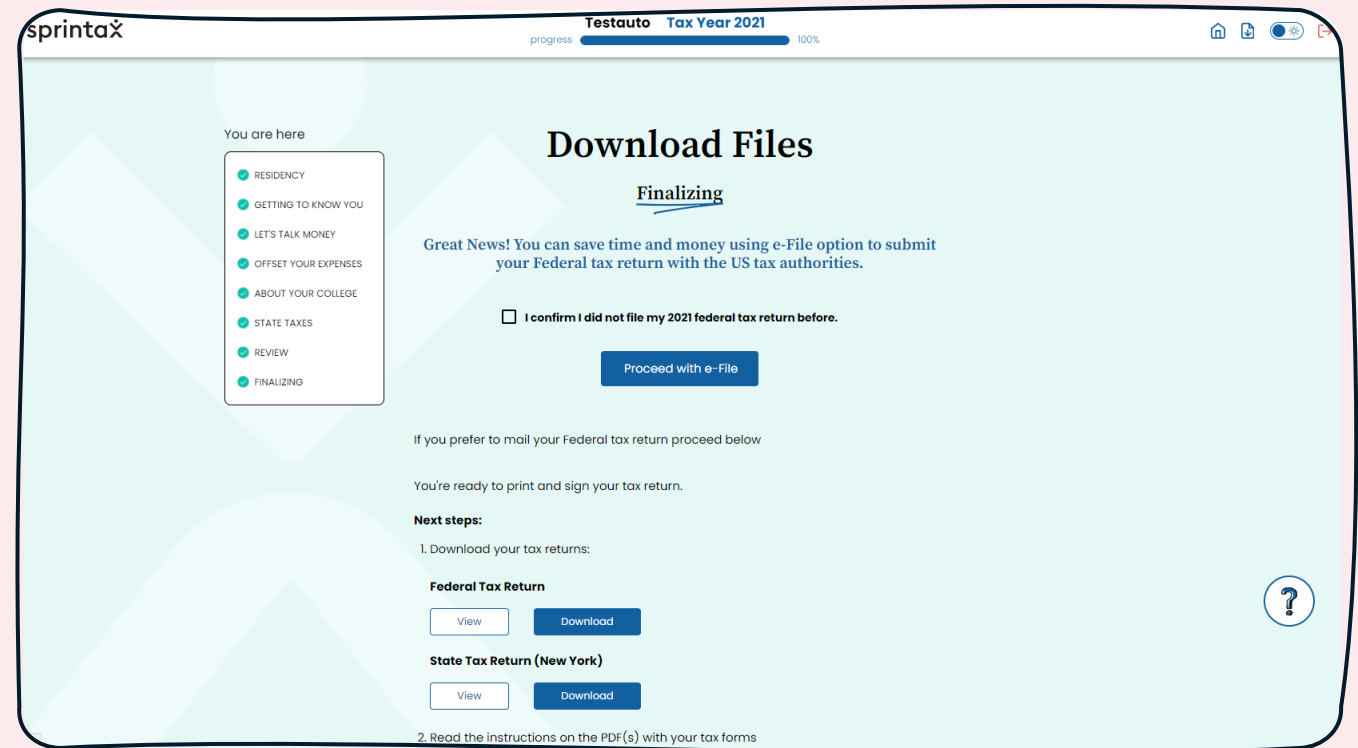 sprintax
Testauto Tax Year 2021
progress 100%
You are here
RESIDENCY
GETTING TO KNOW YOU
LET'S TALK MONEY
OFFSET YOUR EXPENSES
ABOUT YOUR COLLEGE
STATE TAXES
REVIEW
FINALIZING
Download Files
Finalizing
Great News! You can save time and money using e-File option to submit
your Federal tax return with the US tax authorities.
I confirm I did not file my 2021 federal tax return before.
Proceed with e-File
If you prefer to mail your Federal tax return proceed below
You're ready to print and sign your tax return.
Next steps:
1. Download your tax returns:
Federal Tax Return
View Download
State Tax Return (New York)
View Download
2. Read the instructions on the PDF(s) with your tax forms
?